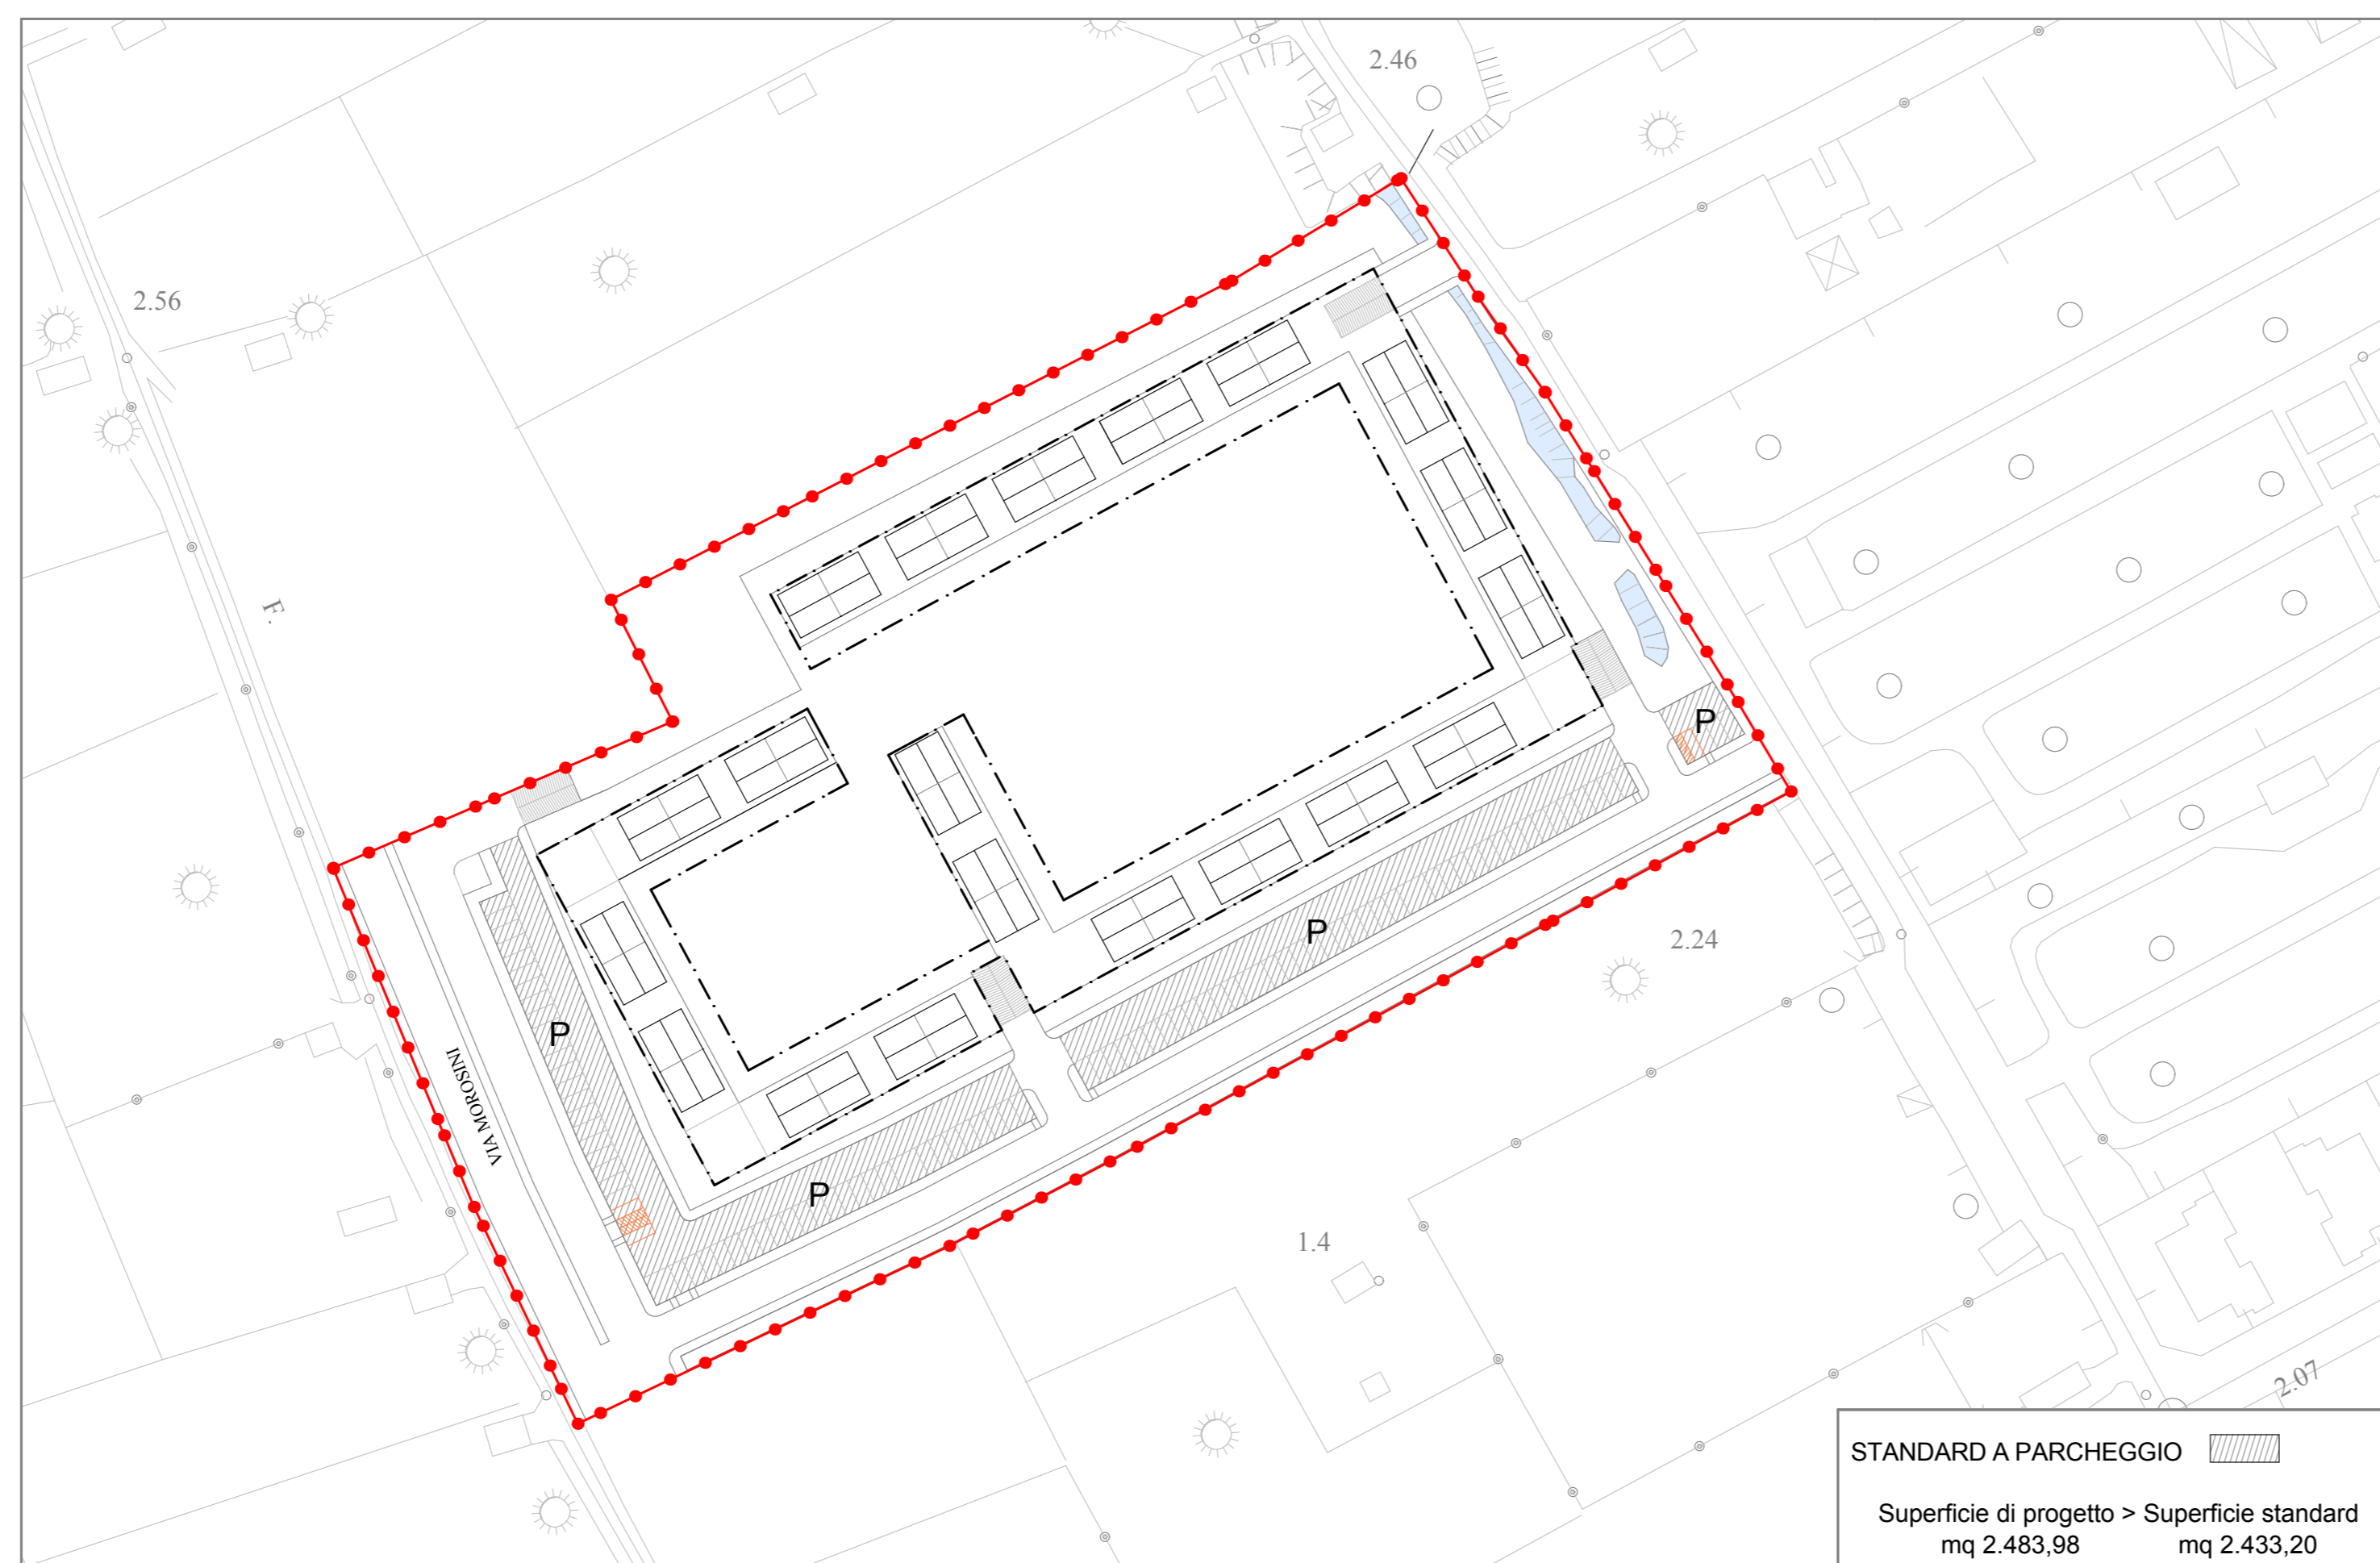 2.46
2.56
F.
P
P
2.24
P
VIA MOROSINI
P
1.4
2.07
STANDARD A PARCHEGGIO
Superficie di progetto > Superficie standard
mq 2.483,98 mq 2.433,20